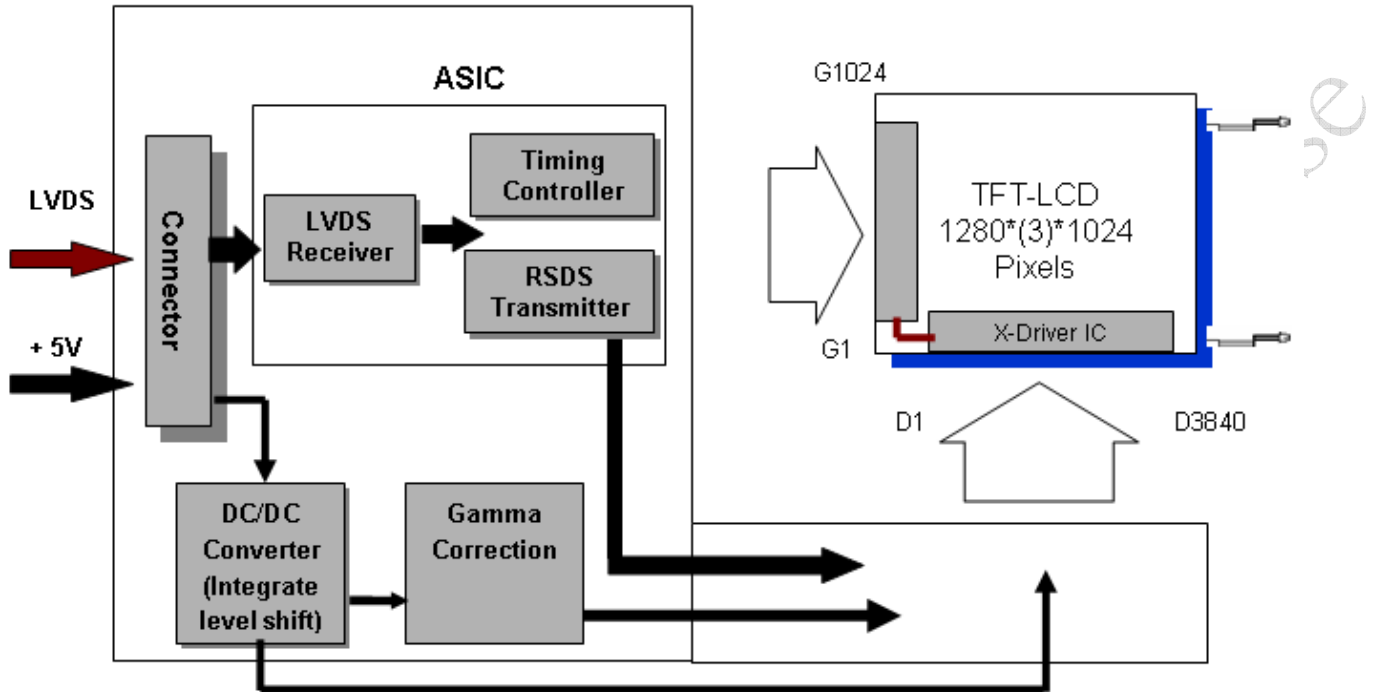 ASIC
LVDS
+ 5V
Connector
LVDS
Receiver
Timing
Controller
RSDS
Transmitter
DC/DC
Converter
(Integrate
level shift)
Gamma
Correction
G1024
TFT-LCD
1280*(3)*1024
Pixels
G1
X-Driver IC
D1
D3840